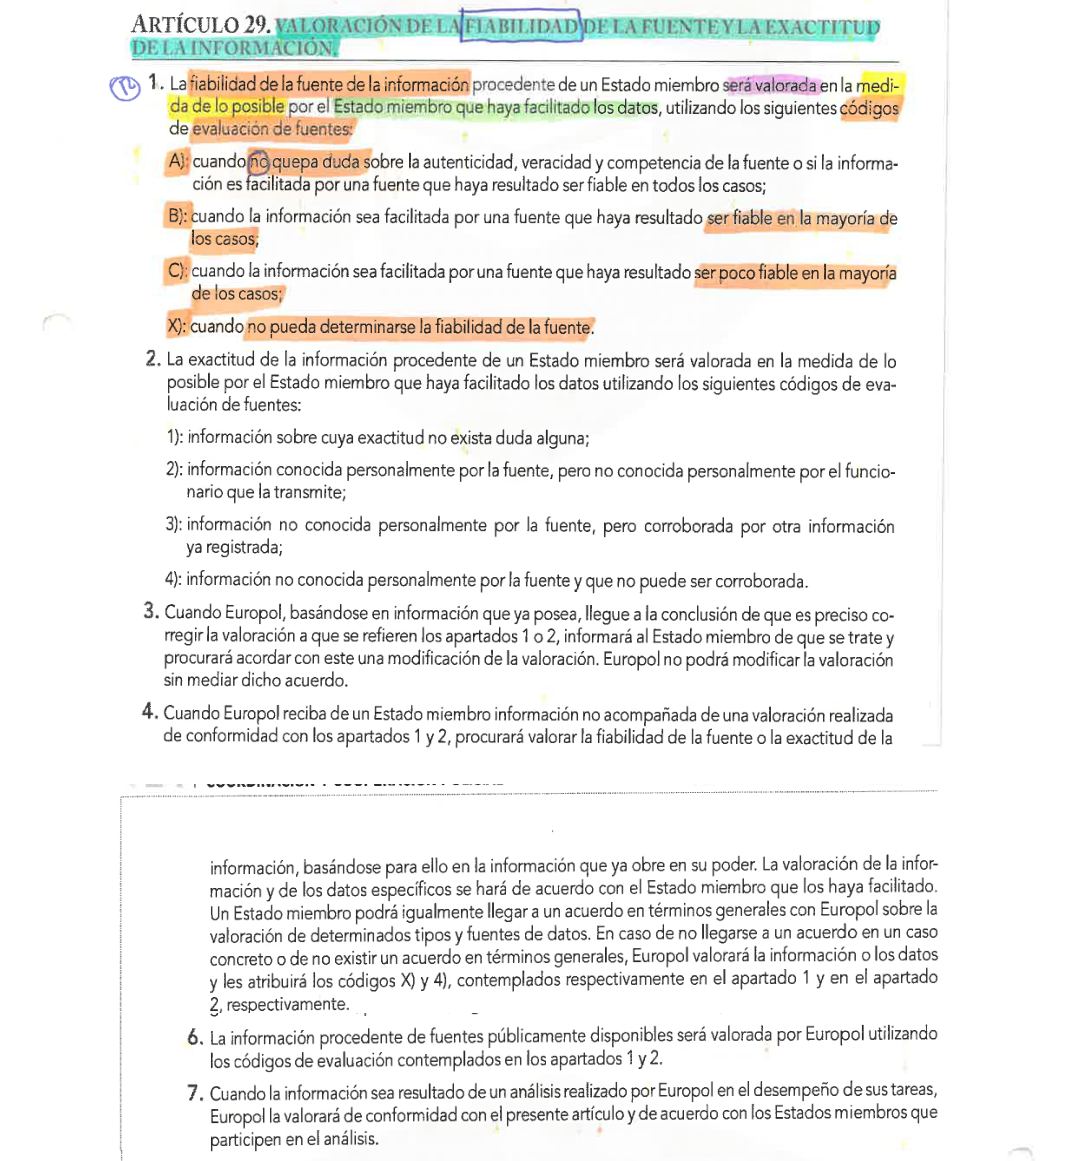 ARTÍCULO 29. VALORACIÓN DE LA FIABILIDAD DE LA FUENTE Y LA EXACTITUD
DE LA INFORMACIÓN.
1. La fiabilidad de la fuente de la información procedente de un Estado miembro será valorada en la medi-
da de lo posible por el Estado miembro que haya facilitado los datos, utilizando los siguientes códigos
de evaluación de fuentes:
A): cuando no quepa duda sobre la autenticidad, veracidad y competencia de la fuente o si la informa-
ción es facilitada por una fuente que haya resultado ser fiable en todos los casos;
B): cuando la información sea facilitada por una fuente que haya resultado ser fiable en la mayoría de
los casos;
C): cuando la información sea facilitada por una fuente que haya resultado ser poco fiable en la mayoría
de los casos;
X): cuando no pueda determinarse la fiabilidad de la fuente.
2. La exactitud de la información procedente de un Estado miembro será valorada en la medida de lo
posible por el Estado miembro que haya facilitado los datos utilizando los siguientes códigos de eva-
luación de fuentes:
1): información sobre cuya exactitud no exista duda alguna;
2): información conocida personalmente por la fuente, pero no conocida personalmente por el funcio-
nario que la transmite;
3): información no conocida personalmente por la fuente, pero corroborada por otra información
ya registrada;
4): información no conocida personalmente por la fuente y que no puede ser corroborada.
3. Cuando Europol, basándose en información que ya posea, llegue a la conclusión de que es preciso co-
rregir la valoración a que se refieren los apartados 1 o 2, informará al Estado miembro de que se trate y
procurará acordar con este una modificación de la valoración. Europol no podrá modificar la valoración
sin mediar dicho acuerdo.
4. Cuando Europol reciba de un Estado miembro información no acompañada de una valoración realizada
de conformidad con los apartados 1 y 2, procurará valorar la fiabilidad de la fuente o la exactitud de la
información, basándose para ello en la información que ya obre en su poder. La valoración de la infor-
mación y de los datos específicos se hará de acuerdo con el Estado miembro que los haya facilitado.
Un Estado miembro podrá igualmente llegar a un acuerdo en términos generales con Europol sobre la
valoración de determinados tipos y fuentes de datos. En caso de no llegarse a un acuerdo en un caso
concreto o de no existir un acuerdo en términos generales, Europol valorará la información o los datos
y les atribuirá los códigos X) y 4), contemplados respectivamente en el apartado 1 y en el apartado
2, respectivamente.
6. La información procedente de fuentes públicamente disponibles será valorada por Europol utilizando
los códigos de evaluación contemplados en los apartados 1 y 2.
7. Cuando la información sea resultado de un análisis realizado por Europol en el desempeño de sus tareas,
Europol la valorará de conformidad con el presente artículo y de acuerdo con los Estados miembros que
participen en el análisis.